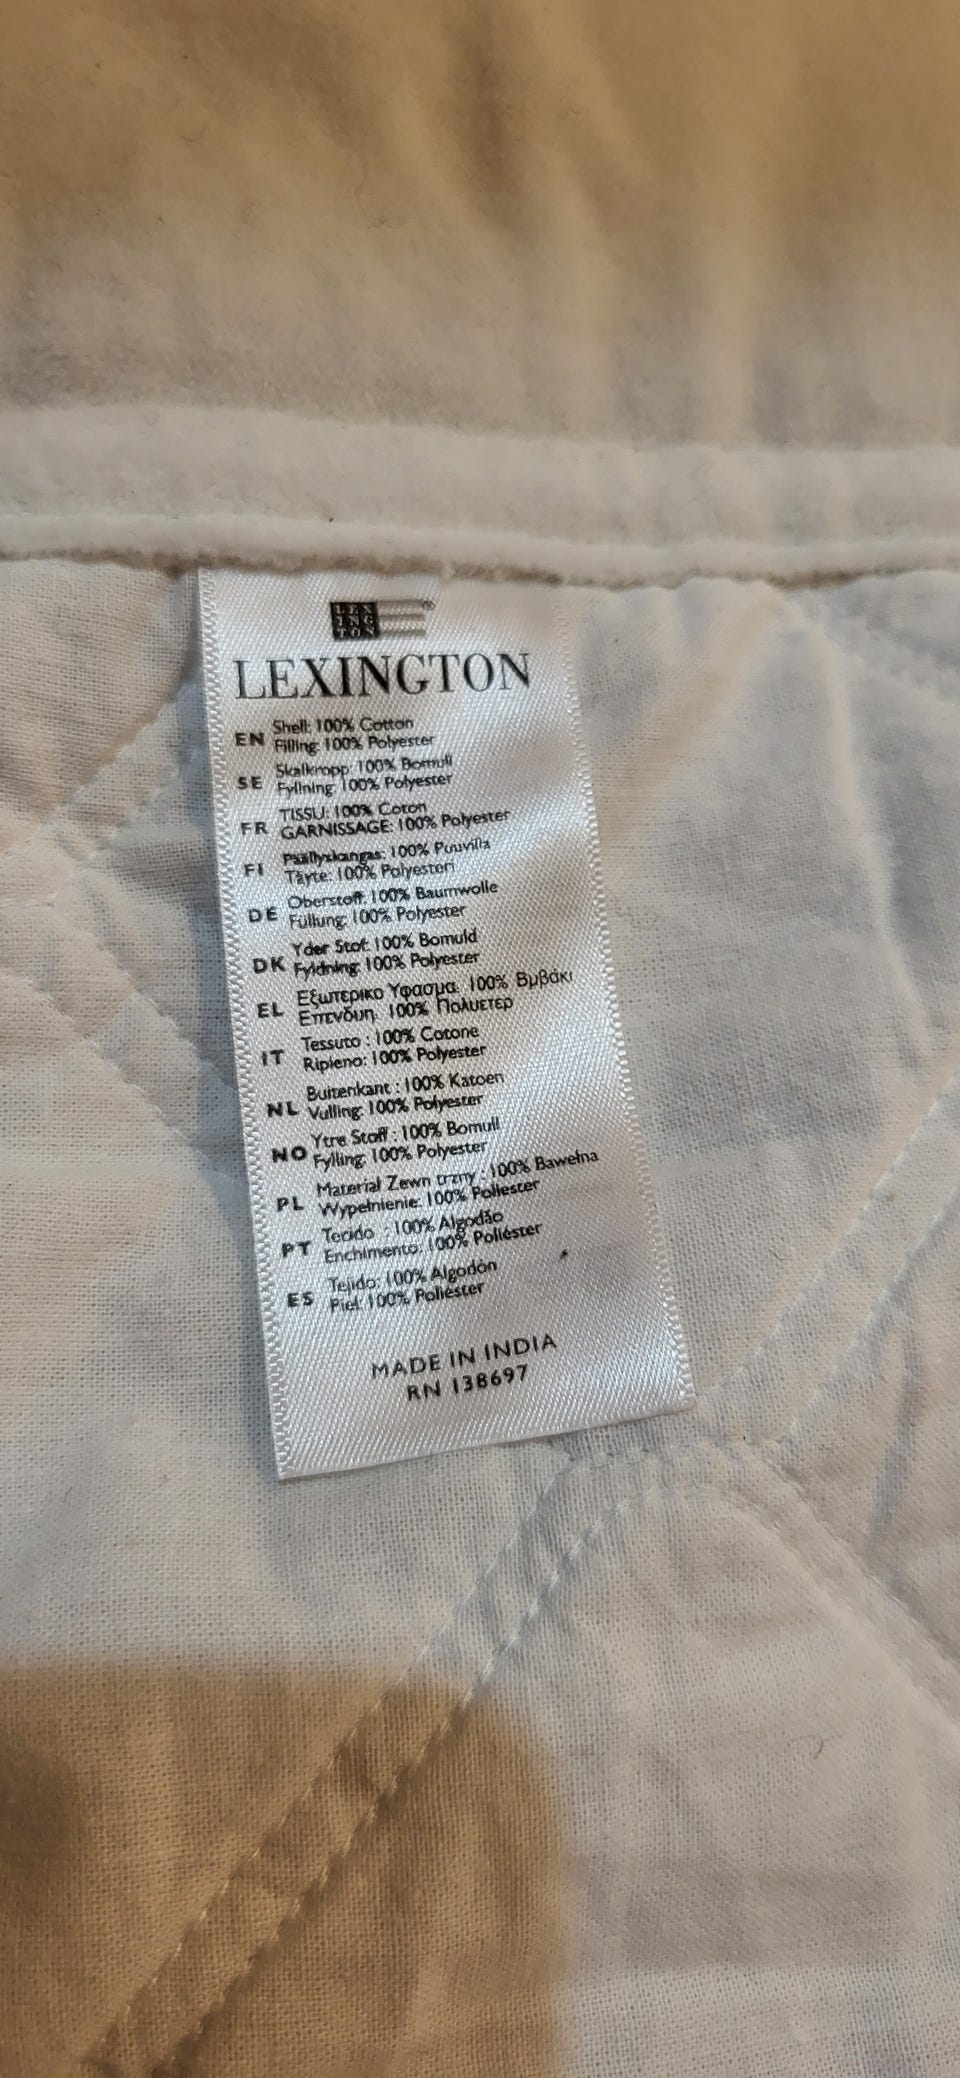 LEX
ING
TON
®
LEXINGTON
EN Shell: 100% Cotton
Filling: 100% Polyester
SE Skalkropp: 100% Bomull
Fyllning: 100% Polyester
FR TISSU: 100% Coton
GARNISSAGE: 100% Polyester
FI Päällyskangas: 100% Puuvilla
Täyte: 100% Polyesteri
DE Oberstoff: 100% Baumwolle
Füllung: 100% Polyester
DK Yder Stof: 100% Bomuld
Fyldning: 100% Polyester
EL Εξωτερικο Υφασμα: 100% Βμβάκι
Επενδυη: 100% Πολυετερ
IT Tessuto : 100% Cotone
Ripieno: 100% Polyester
NL Buitenkant : 100% Katoen
Vulling: 100% Polyester
NO Ytre Stoff : 100% Bomull
Fylling: 100% Polyester
PL Material Zewn trzny : 100% Bawełna
Wypełnienie: 100% Poliester
PT Tecido : 100% Algodão
Enchimento: 100% Poliéster
ES Tejido: 100% Algodón
Piel: 100% Poliéster
MADE IN INDIA
RN 138697